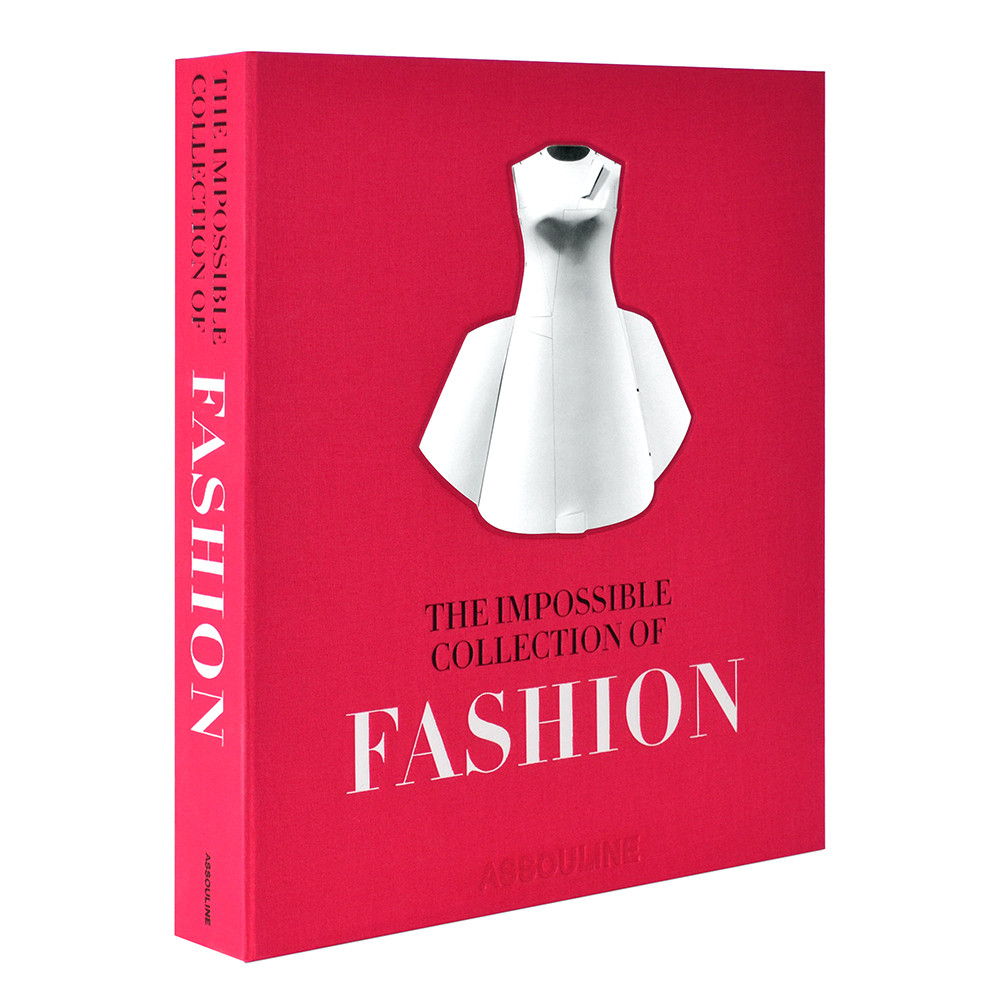 THE IMPOSSIBLE
COLLECTION OF
FASHION
ASSOULINE
THE IMPOSSIBLE
COLLECTION OF
FASHION
ASSOULINE